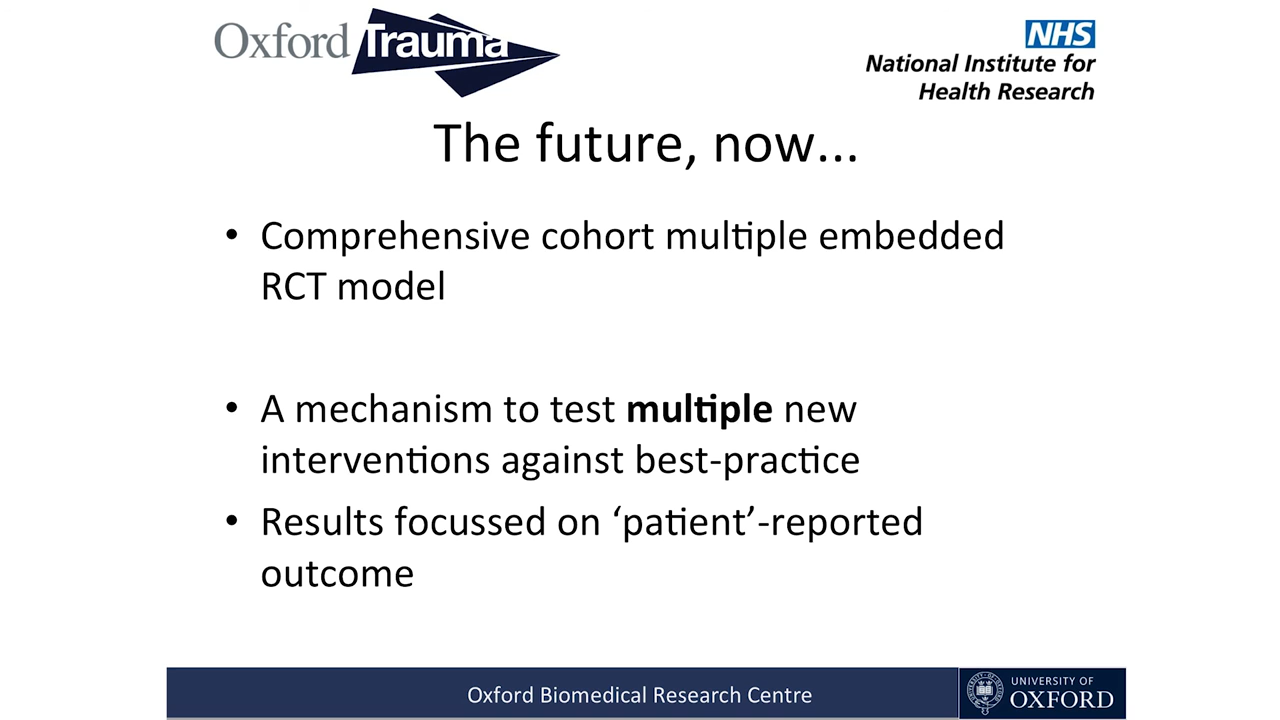 Oxford Trauma
NHS
National Institute for
Health Research
The future, now...
• Comprehensive cohort multiple embedded
RCT model
• A mechanism to test multiple new
interventions against best-practice
• Results focussed on ‘patient’-reported
outcome
Oxford Biomedical Research Centre
UNIVERSITY OF
OXFORD